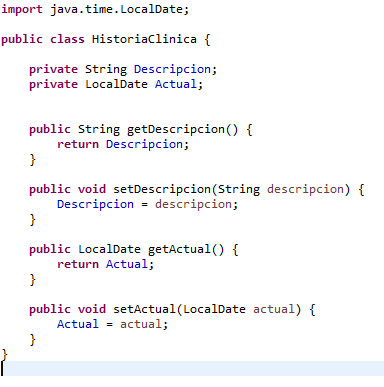 import java.time.LocalDate;
public class HistoriaClinica {
private String Descripcion;
private LocalDate Actual;
public String getDescripcion() {
return Descripcion;
}
public void setDescripcion(String descripcion) {
Descripcion = descripcion;
}
public LocalDate getActual() {
return Actual;
}
public void setActual(LocalDate actual) {
Actual = actual;
}
}